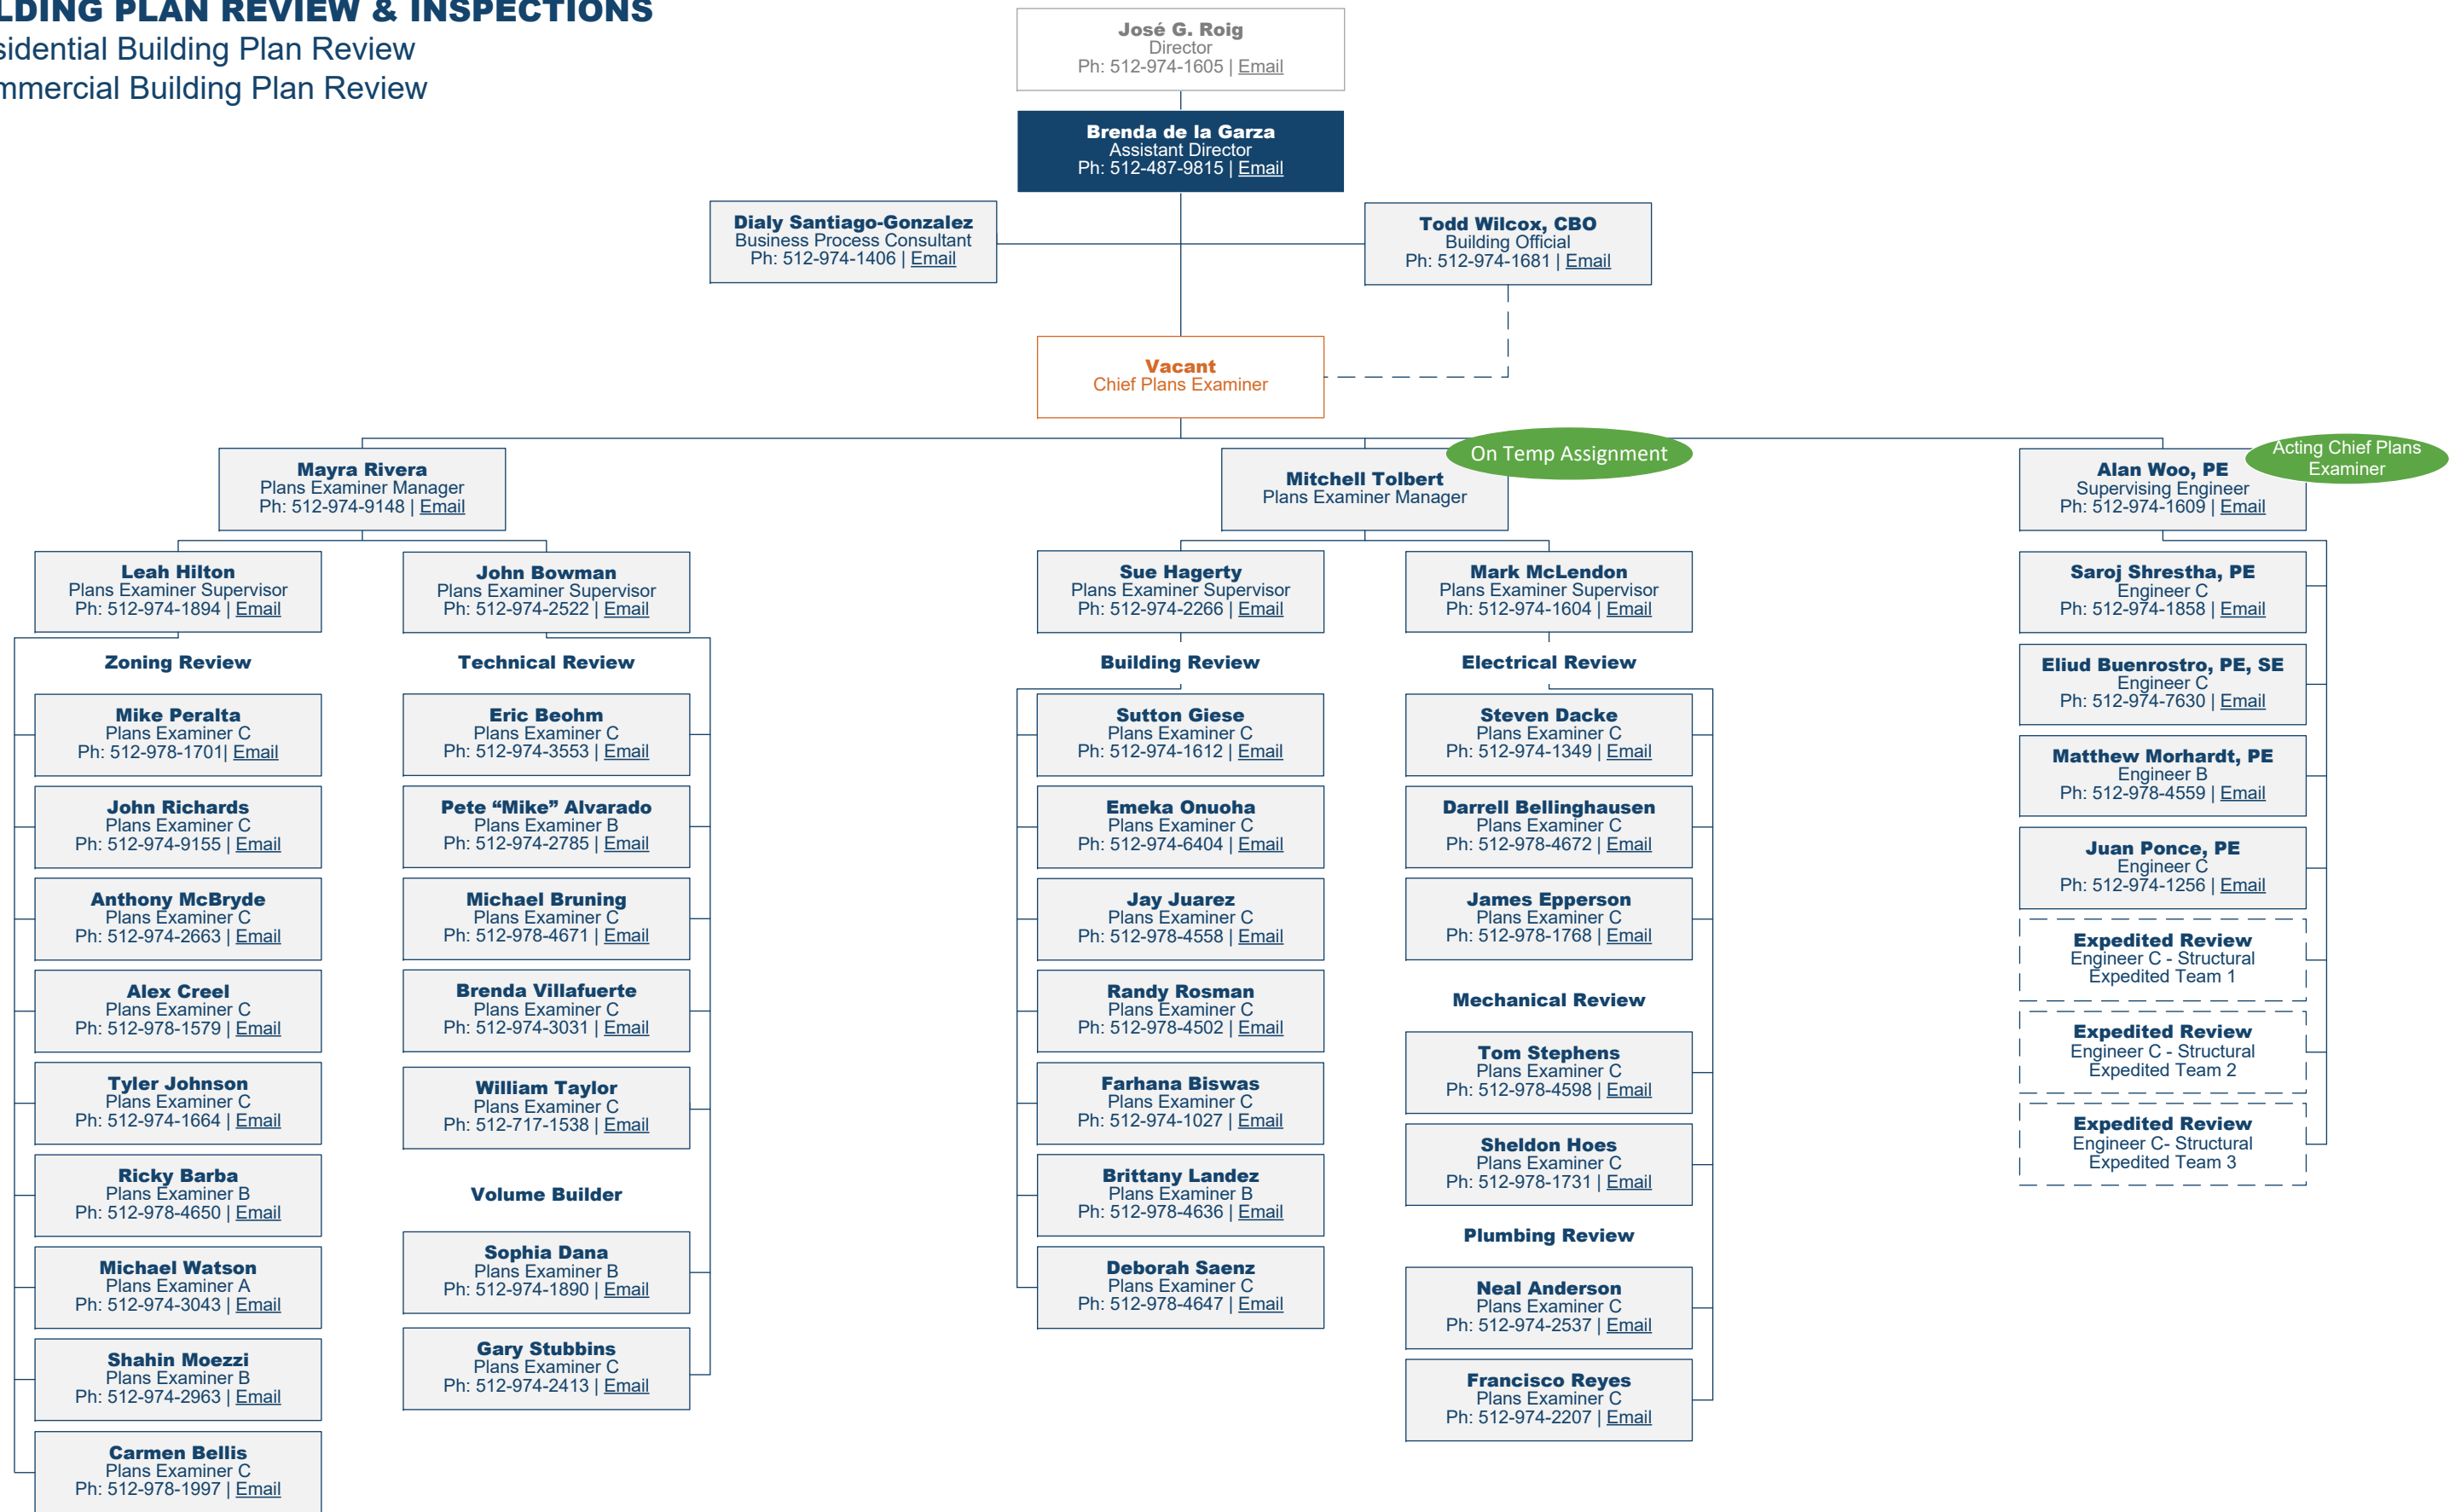 LDING PLAN REVIEW & INSPECTIONS
sidential Building Plan Review
mmercial Building Plan Review
José G. Roig
Director
Ph: 512-974-1605 | Email
Brenda de la Garza
Assistant Director
Ph: 512-487-9815 | Email
Dialy Santiago-Gonzalez
Business Process Consultant
Ph: 512-974-1406 | Email
Todd Wilcox, CBO
Building Official
Ph: 512-974-1681 | Email
Vacant
Chief Plans Examiner
Mayra Rivera
Plans Examiner Manager
Ph: 512-974-9148 | Email
On Temp Assignment
Mitchell Tolbert
Plans Examiner Manager
Acting Chief Plans
Examiner
Alan Woo, PE
Supervising Engineer
Ph: 512-974-1609 | Email
Leah Hilton
Plans Examiner Supervisor
Ph: 512-974-1894 | Email
Zoning Review
Mike Peralta
Plans Examiner C
Ph: 512-978-1701| Email
John Richards
Plans Examiner C
Ph: 512-974-9155 | Email
Anthony McBryde
Plans Examiner C
Ph: 512-974-2663 | Email
Alex Creel
Plans Examiner C
Ph: 512-978-1579 | Email
Tyler Johnson
Plans Examiner C
Ph: 512-974-1664 | Email
Ricky Barba
Plans Examiner B
Ph: 512-978-4650 | Email
Michael Watson
Plans Examiner A
Ph: 512-974-3043 | Email
Shahin Moezzi
Plans Examiner B
Ph: 512-974-2963 | Email
Carmen Bellis
Plans Examiner C
Ph: 512-978-1997 | Email
John Bowman
Plans Examiner Supervisor
Ph: 512-974-2522 | Email
Technical Review
Eric Beohm
Plans Examiner C
Ph: 512-974-3553 | Email
Pete “Mike” Alvarado
Plans Examiner B
Ph: 512-974-2785 | Email
Michael Bruning
Plans Examiner C
Ph: 512-978-4671 | Email
Brenda Villafuerte
Plans Examiner C
Ph: 512-974-3031 | Email
William Taylor
Plans Examiner C
Ph: 512-717-1538 | Email
Volume Builder
Sophia Dana
Plans Examiner B
Ph: 512-974-1890 | Email
Gary Stubbins
Plans Examiner C
Ph: 512-974-2413 | Email
Sue Hagerty
Plans Examiner Supervisor
Ph: 512-974-2266 | Email
Building Review
Sutton Giese
Plans Examiner C
Ph: 512-974-1612 | Email
Emeka Onuoha
Plans Examiner C
Ph: 512-974-6404 | Email
Jay Juarez
Plans Examiner C
Ph: 512-978-4558 | Email
Randy Rosman
Plans Examiner C
Ph: 512-978-4502 | Email
Farhana Biswas
Plans Examiner C
Ph: 512-974-1027 | Email
Brittany Landez
Plans Examiner B
Ph: 512-978-4636 | Email
Deborah Saenz
Plans Examiner C
Ph: 512-978-4647 | Email
Mark McLendon
Plans Examiner Supervisor
Ph: 512-974-1604 | Email
Electrical Review
Steven Dacke
Plans Examiner C
Ph: 512-974-1349 | Email
Darrell Bellinghausen
Plans Examiner C
Ph: 512-978-4672 | Email
James Epperson
Plans Examiner C
Ph: 512-978-1768 | Email
Mechanical Review
Tom Stephens
Plans Examiner C
Ph: 512-978-4598 | Email
Sheldon Hoes
Plans Examiner C
Ph: 512-978-1731 | Email
Plumbing Review
Neal Anderson
Plans Examiner C
Ph: 512-974-2537 | Email
Francisco Reyes
Plans Examiner C
Ph: 512-974-2207 | Email
Saroj Shrestha, PE
Engineer C
Ph: 512-974-1858 | Email
Eliud Buenrostro, PE, SE
Engineer C
Ph: 512-974-7630 | Email
Matthew Morhardt, PE
Engineer B
Ph: 512-978-4559 | Email
Juan Ponce, PE
Engineer C
Ph: 512-974-1256 | Email
Expedited Review
Engineer C - Structural
Expedited Team 1
Expedited Review
Engineer C - Structural
Expedited Team 2
Expedited Review
Engineer C- Structural
Expedited Team 3